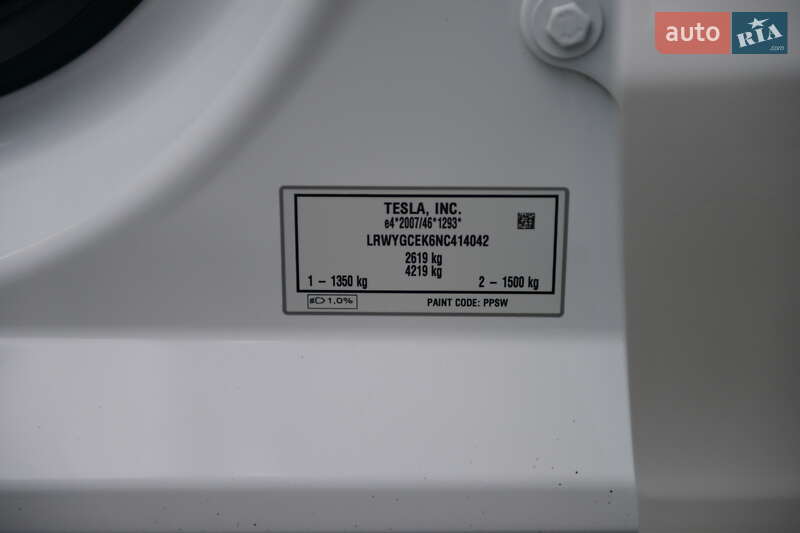 auto RIA
.com
TESLA, INC.
e4*2007/46*1293*
LRWYGCEK6NC414042
2619 kg
4219 kg
1 – 1350 kg 2 – 1500 kg
1,0% PAINT CODE: PPSW